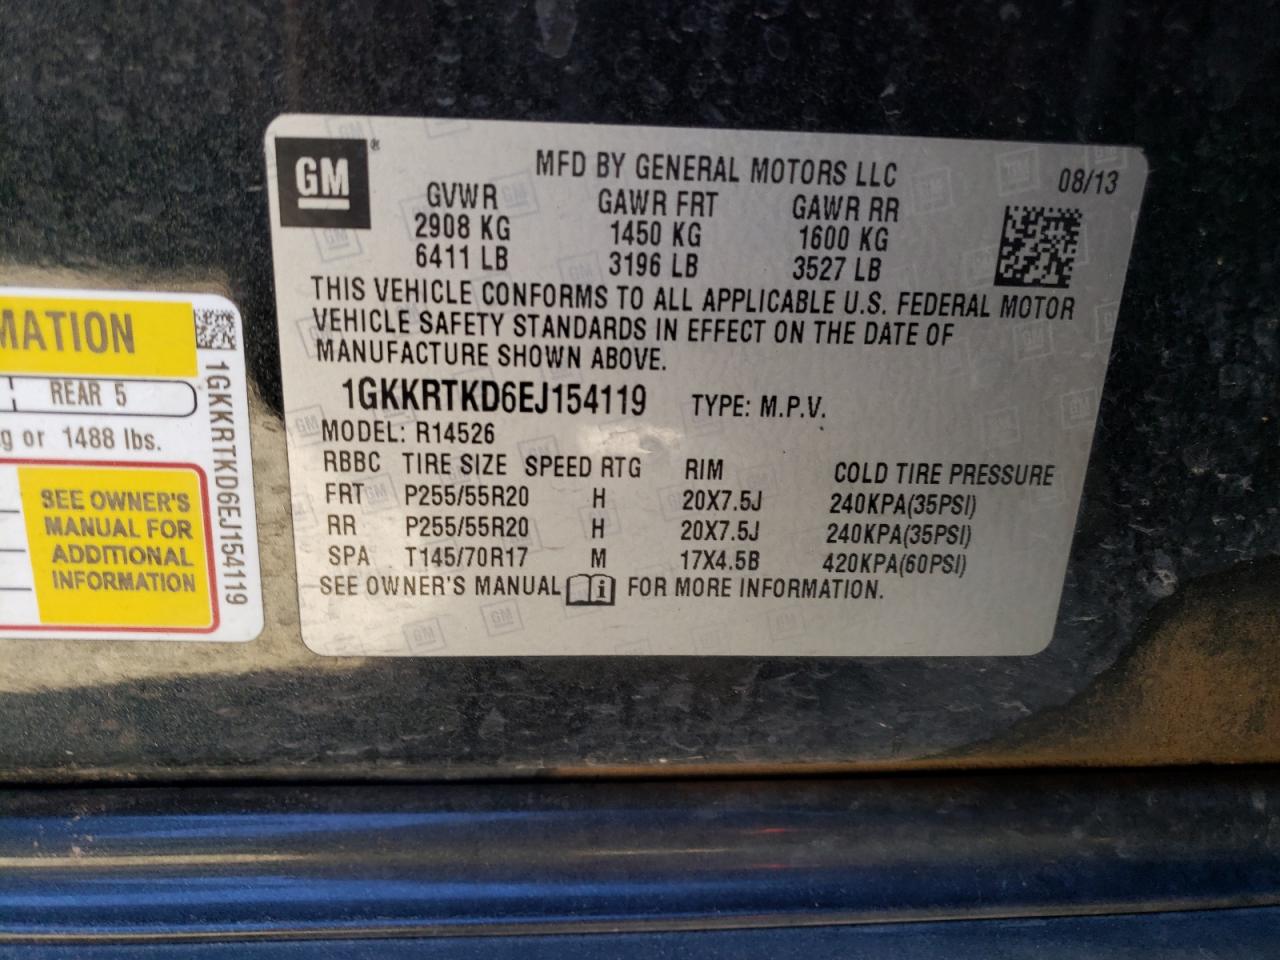 GM
MFD BY GENERAL MOTORS LLC
08/13
GVWR GAWR FRT GAWR RR
2908 KG 1450 KG 1600 KG
6411 LB 3196 LB 3527 LB
THIS VEHICLE CONFORMS TO ALL APPLICABLE U.S. FEDERAL MOTOR
VEHICLE SAFETY STANDARDS IN EFFECT ON THE DATE OF
MANUFACTURE SHOWN ABOVE.
1GKKRTKD6EJ154119 TYPE: M.P.V.
MODEL: R14526
RBBC TIRE SIZE SPEED RTG RIM COLD TIRE PRESSURE
FRT P255/55R20 H 20X7.5J 240KPA(35PSI)
RR P255/55R20 H 20X7.5J 240KPA(35PSI)
SPA T145/70R17 M 17X4.5B 420KPA(60PSI)
SEE OWNER'S MANUAL FOR MORE INFORMATION.
MATION
REAR 5
g or 1488 lbs.
SEE OWNER'S
MANUAL FOR
ADDITIONAL
INFORMATION
1GKKRTKD6EJ154119